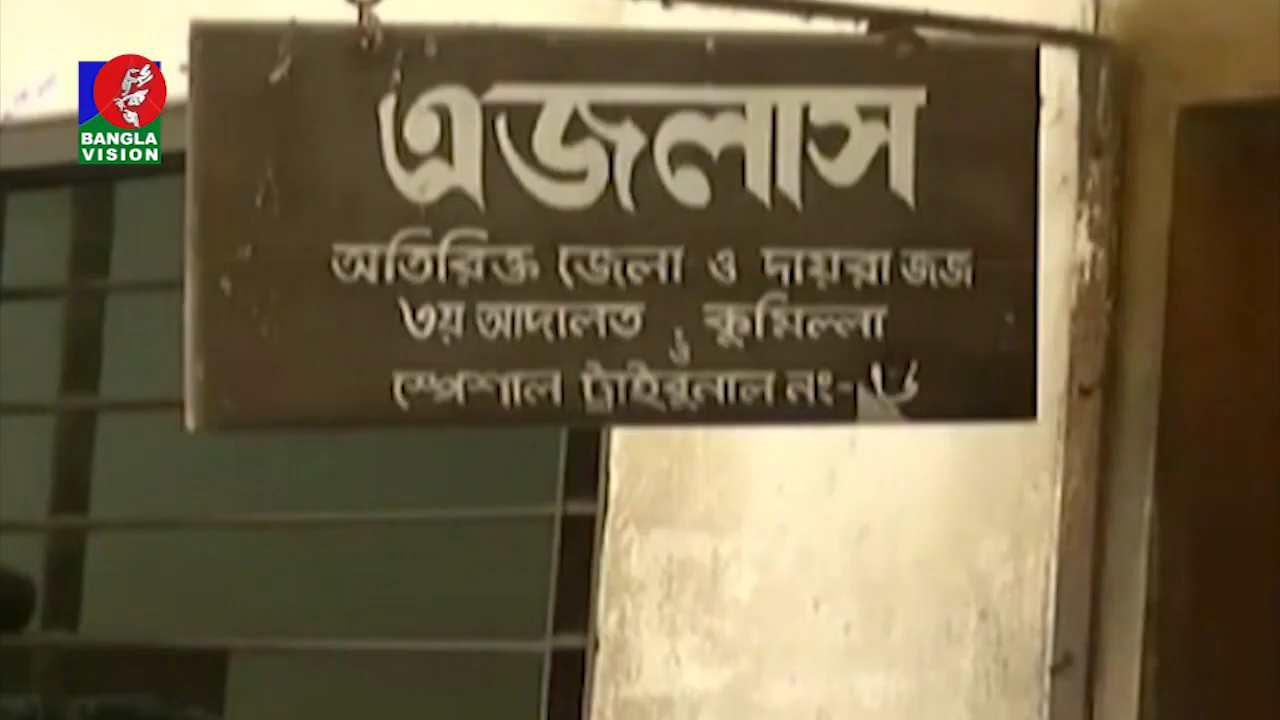 BANGLA
VISION
এজলাস
অতিরিক্ত জেলা ও দায়রা জজ
৩য় আদালত, কুমিল্লা
ও
স্পেশাল ট্রাইবুনাল নং-